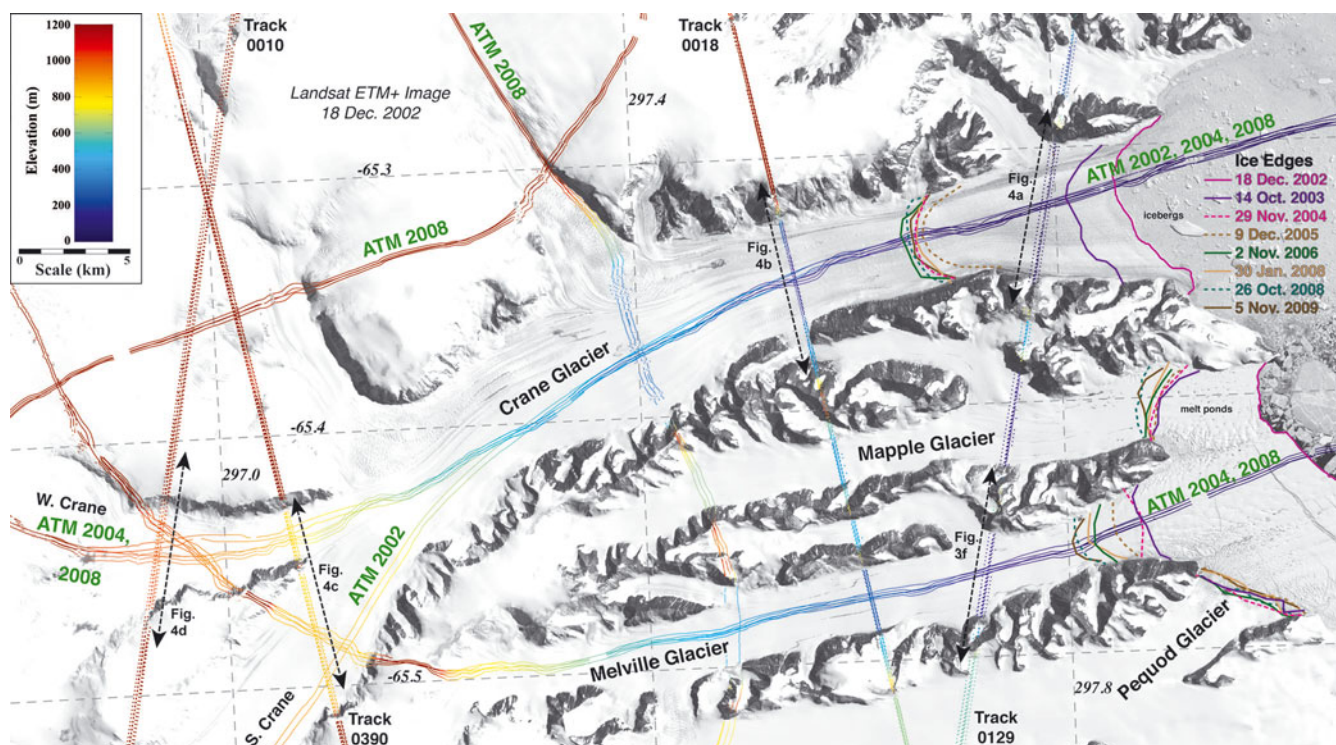 1200
1000
800
600
400
200
0
Elevation (m)
0
5
Scale (km)
Track
0010
ATM 2008
Landsat ETM+ Image
18 Dec. 2002
297.4
Track
0018
-65.3
ATM 2008
Fig.
4b
Fig.
4a
ATM 2002, 2004, 2008
Ice Edges
18 Dec. 2002
14 Oct. 2003
29 Nov. 2004
9 Dec. 2005
2 Nov. 2006
30 Jan. 2008
26 Oct. 2008
5 Nov. 2009
icebergs
Crane Glacier
-65.4
297.0
Mapple Glacier
melt ponds
ATM 2004, 2008
W. Crane
ATM 2004,
2008
ATM 2002
Fig.
4c
Fig.
4d
Fig.
3f
Melville Glacier
-65.5
S. Crane
Track
0390
Track
0129
297.8
Pequod Glacier